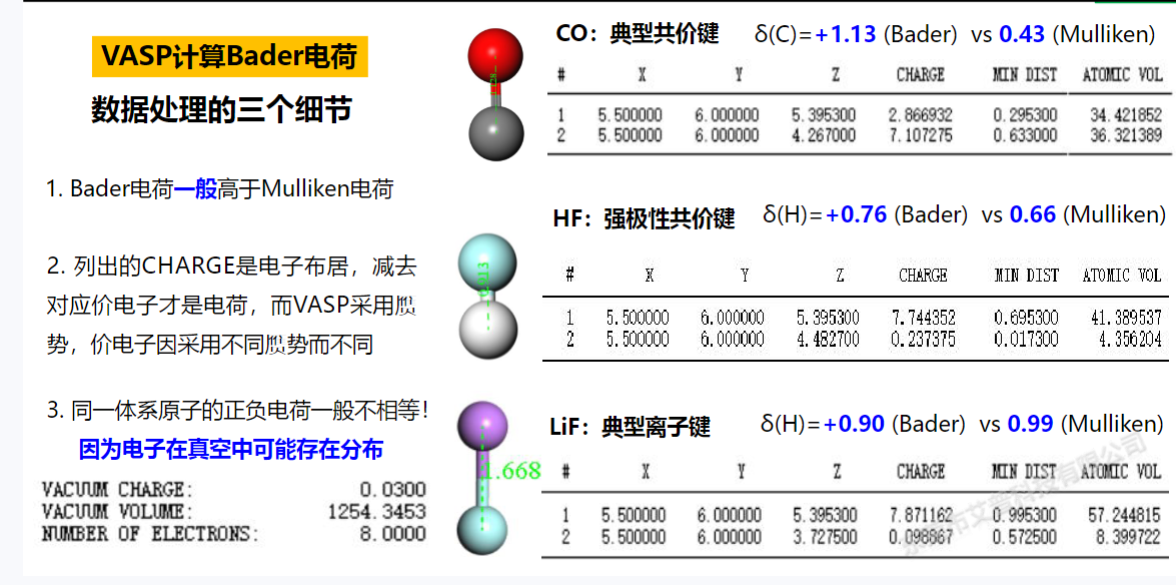 VASP计算Bader电荷
数据处理的三个细节
1. Bader电荷一般高于Mulliken电荷
2. 列出的CHARGE是电子布居，减去
对应价电子才是电荷，而VASP采用赝
势，价电子因采用不同赝势而不同
3. 同一体系原子的正负电荷一般不相等！
因为电子在真空中可能存在分布
VACUUM CHARGE: 0.0300
VACUUM VOLUME: 1254.3453
NUMBER OF ELECTRONS: 8.0000
CO：典型共价键 δ(C)=+1.13 (Bader) vs 0.43 (Mulliken)
# X Y Z CHARGE MIN DIST ATOMIC VOL
1 5.500000 6.000000 5.395300 2.866932 0.295300 34.421852
2 5.500000 6.000000 4.267000 7.107275 0.633000 36.321389
HF：强极性共价键 δ(H)=+0.76 (Bader) vs 0.66 (Mulliken)
# X Y Z CHARGE MIN DIST ATOMIC VOL
1 5.500000 6.000000 5.395300 7.744352 0.695300 41.389537
2 5.500000 6.000000 4.482700 0.237375 0.017300 4.356204
1.668
LiF：典型离子键 δ(H)=+0.90 (Bader) vs 0.99 (Mulliken)
# X Y Z CHARGE MIN DIST ATOMIC VOL
1 5.500000 6.000000 5.395300 7.871162 0.995300 57.244815
2 5.500000 6.000000 3.727500 0.098867 0.572500 8.399722